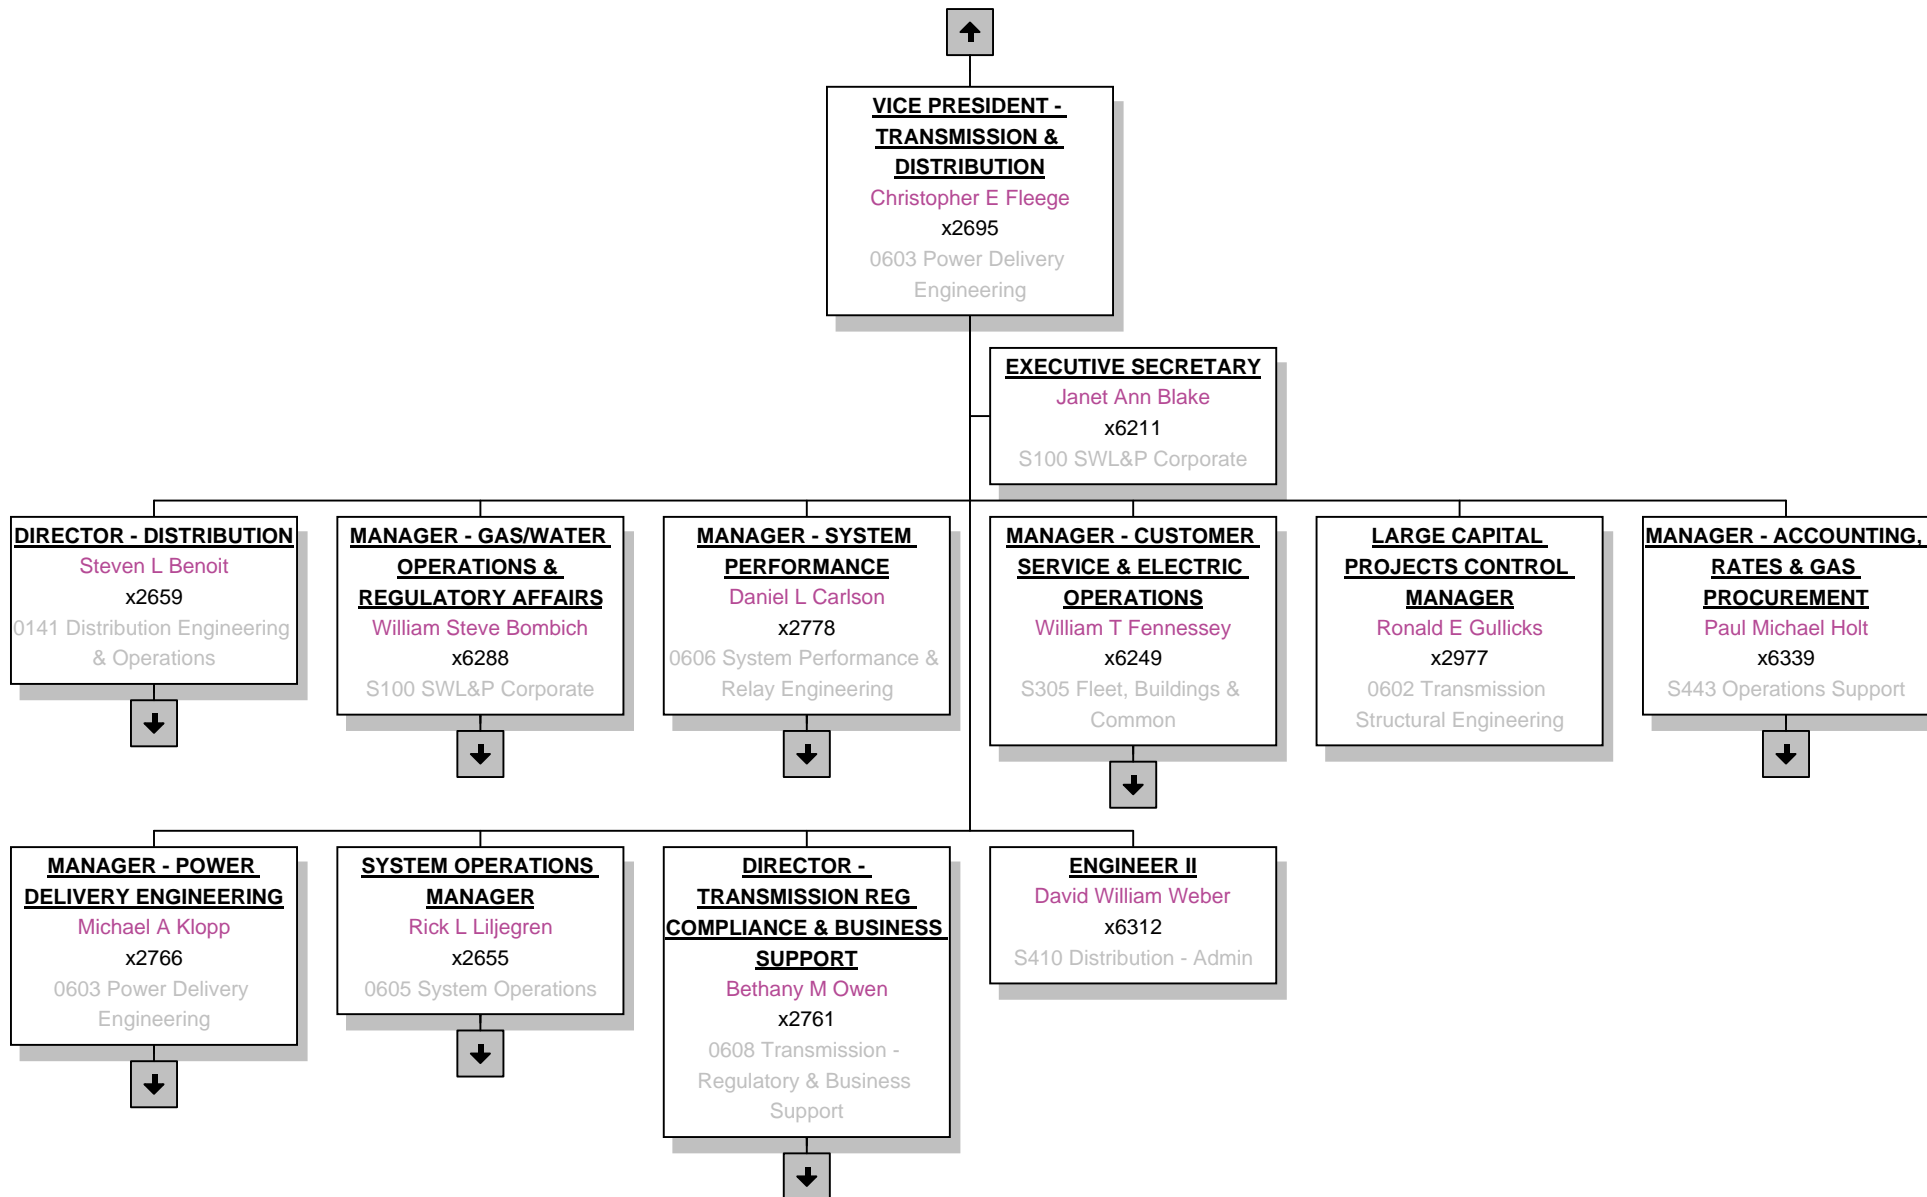 VICE PRESIDENT -
TRANSMISSION &
DISTRIBUTION
Christopher E Fleege
x2695
0603 Power Delivery
Engineering
EXECUTIVE SECRETARY
Janet Ann Blake
x6211
S100 SWL&P Corporate
DIRECTOR - DISTRIBUTION
Steven L Benoit
x2659
0141 Distribution Engineering
& Operations
MANAGER - GAS/WATER
OPERATIONS &
REGULATORY AFFAIRS
William Steve Bombich
x6288
S100 SWL&P Corporate
MANAGER - SYSTEM
PERFORMANCE
Daniel L Carlson
x2778
0606 System Performance &
Relay Engineering
MANAGER - CUSTOMER
SERVICE & ELECTRIC
OPERATIONS
William T Fennessey
x6249
S305 Fleet, Buildings &
Common
LARGE CAPITAL
PROJECTS CONTROL
MANAGER
Ronald E Gullicks
x2977
0602 Transmission
Structural Engineering
MANAGER - ACCOUNTING,
RATES & GAS
PROCUREMENT
Paul Michael Holt
x6339
S443 Operations Support
MANAGER - POWER
DELIVERY ENGINEERING
Michael A Klopp
x2766
0603 Power Delivery
Engineering
SYSTEM OPERATIONS
MANAGER
Rick L Liljegren
x2655
0605 System Operations
DIRECTOR -
TRANSMISSION REG
COMPLIANCE & BUSINESS
SUPPORT
Bethany M Owen
x2761
0608 Transmission -
Regulatory & Business
Support
ENGINEER II
David William Weber
x6312
S410 Distribution - Admin